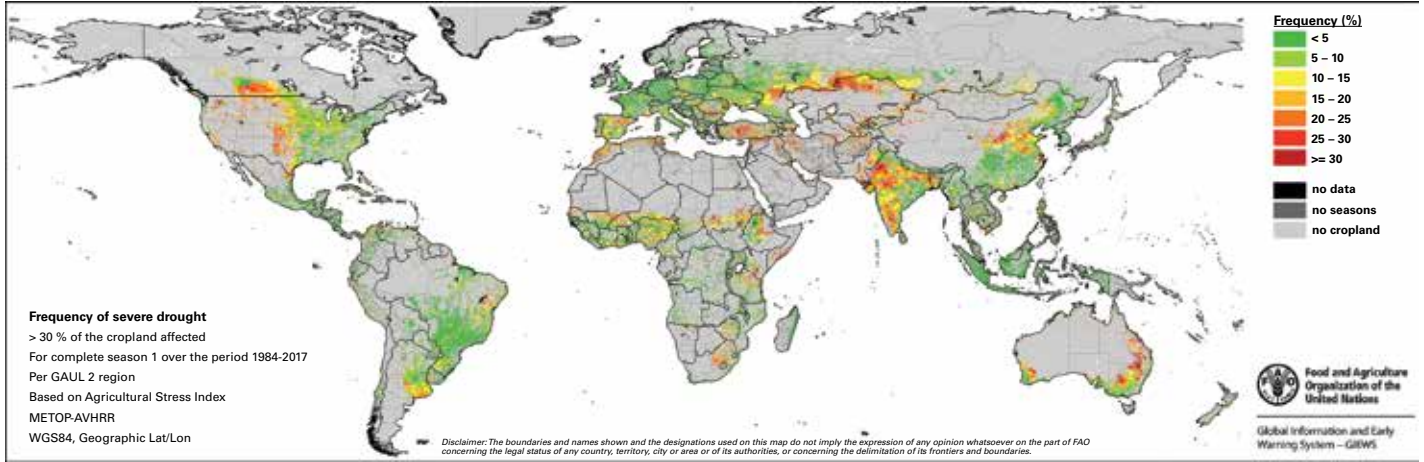 Frequency (%)
< 5
5 – 10
10 – 15
15 – 20
20 – 25
25 – 30
>= 30
no data
no seasons
no cropland
Frequency of severe drought
> 30 % of the cropland affected
For complete season 1 over the period 1984-2017
Per GAUL 2 region
Based on Agricultural Stress Index
METOP-AVHRR
WGS84, Geographic Lat/Lon
Disclaimer: The boundaries and names shown and the designations used on this map do not imply the expression of any opinion whatsoever on the part of FAO
concerning the legal status of any country, territory, city or area or of its authorities, or concerning the delimitation of its frontiers and boundaries.
FAO
Food and Agriculture
Organization of the
United Nations
Global Information and Early
Warning System – GIEWS